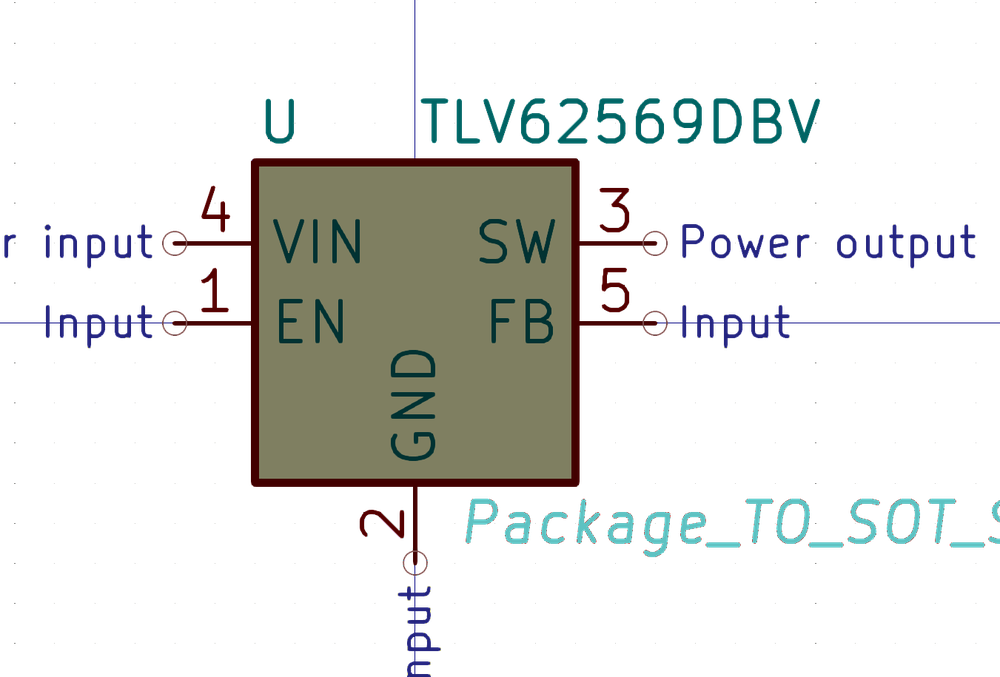 U TLV62569DBV
4 3
r input VIN SW Power output
1 5
Input EN FB Input
GND
2
Package_TO_SOT_S
nput